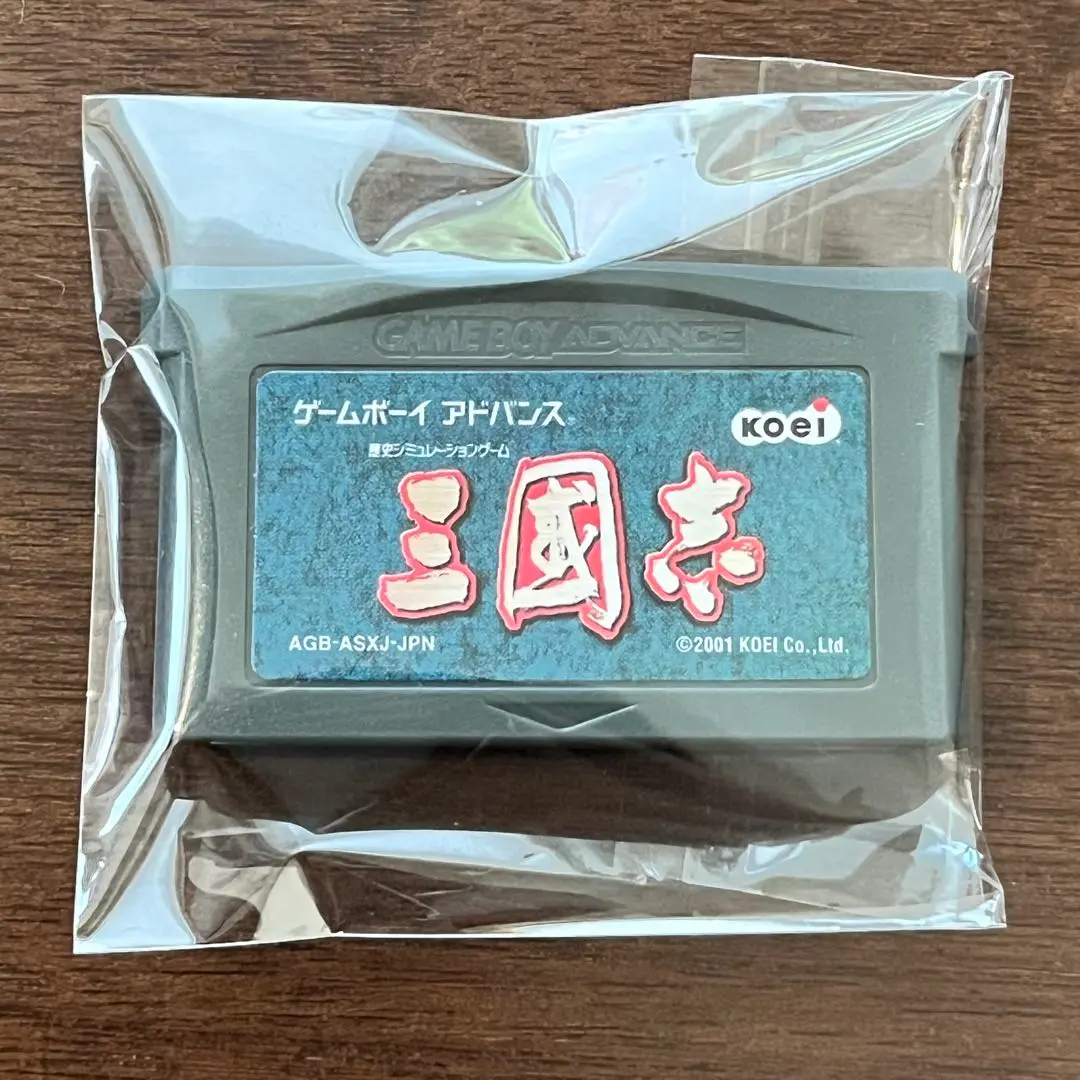 GAME BOY ADVANCE
ゲームボーイ アドバンス
KOEI
歴史シミュレーションゲーム
三國志
AGB-ASXJ-JPN
©2001 KOEI Co.,Ltd.